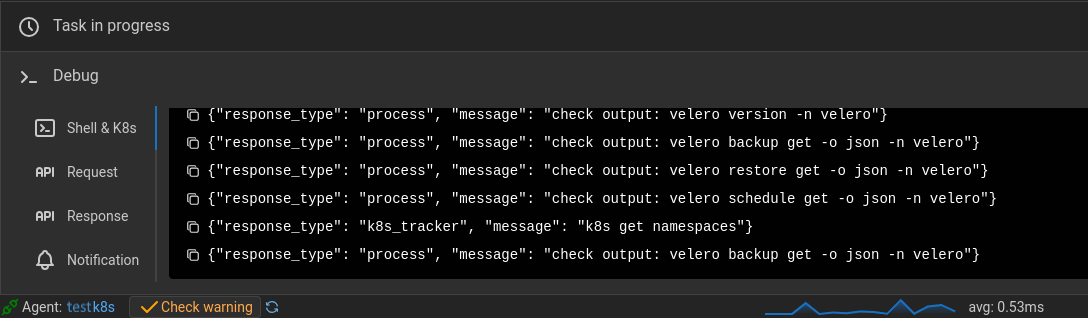 Task in progress
Debug
Shell & K8s
API Request
API Response
Notification
{"response_type": "process", "message": "check output: velero version -n velero"}
{"response_type": "process", "message": "check output: velero backup get -o json -n velero"}
{"response_type": "process", "message": "check output: velero restore get -o json -n velero"}
{"response_type": "process", "message": "check output: velero schedule get -o json -n velero"}
{"response_type": "k8s_tracker", "message": "k8s get namespaces"}
{"response_type": "process", "message": "check output: velero backup get -o json -n velero"}
Agent: testk8s Check warning avg: 0.53ms